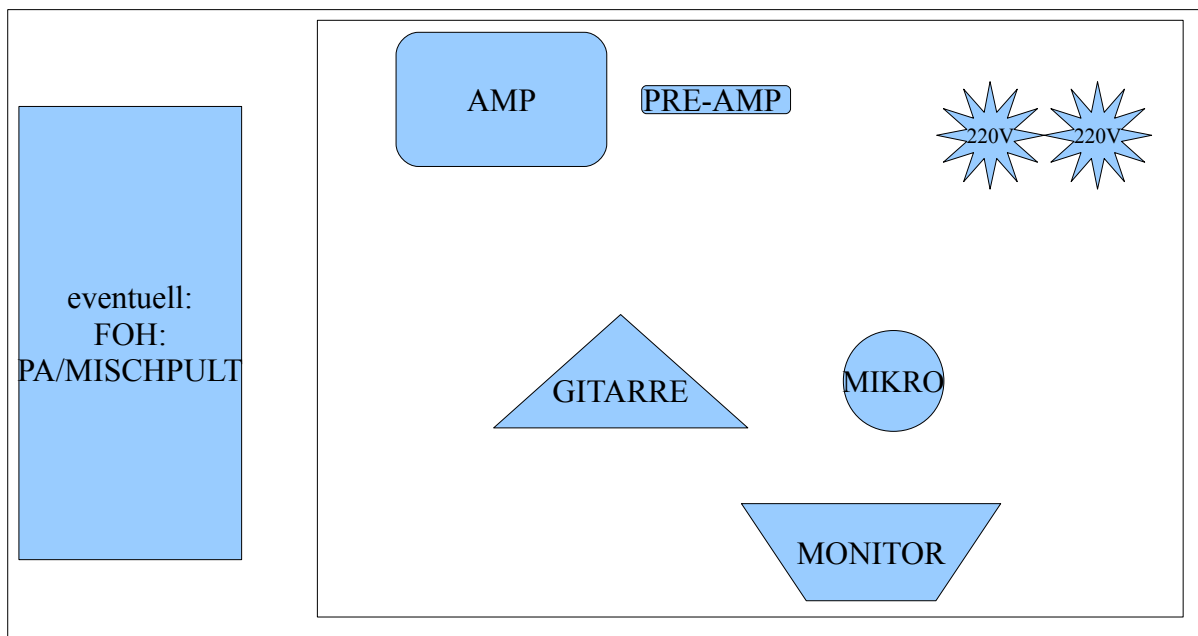 AMP
PRE-AMP
220V
220V
eventuell:
FOH:
PA/MISCHPULT
GITARRE
MIKRO
MONITOR